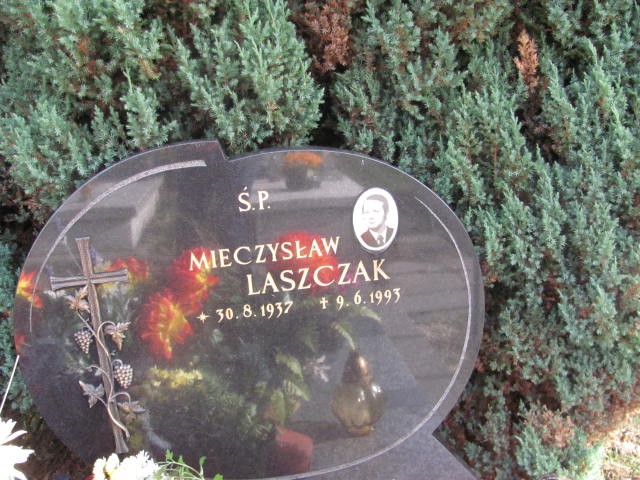 Ś.P.
MIECZYSŁAW
LASZCZAK
✶ 30.8.1937 ✝ 9.6.1993